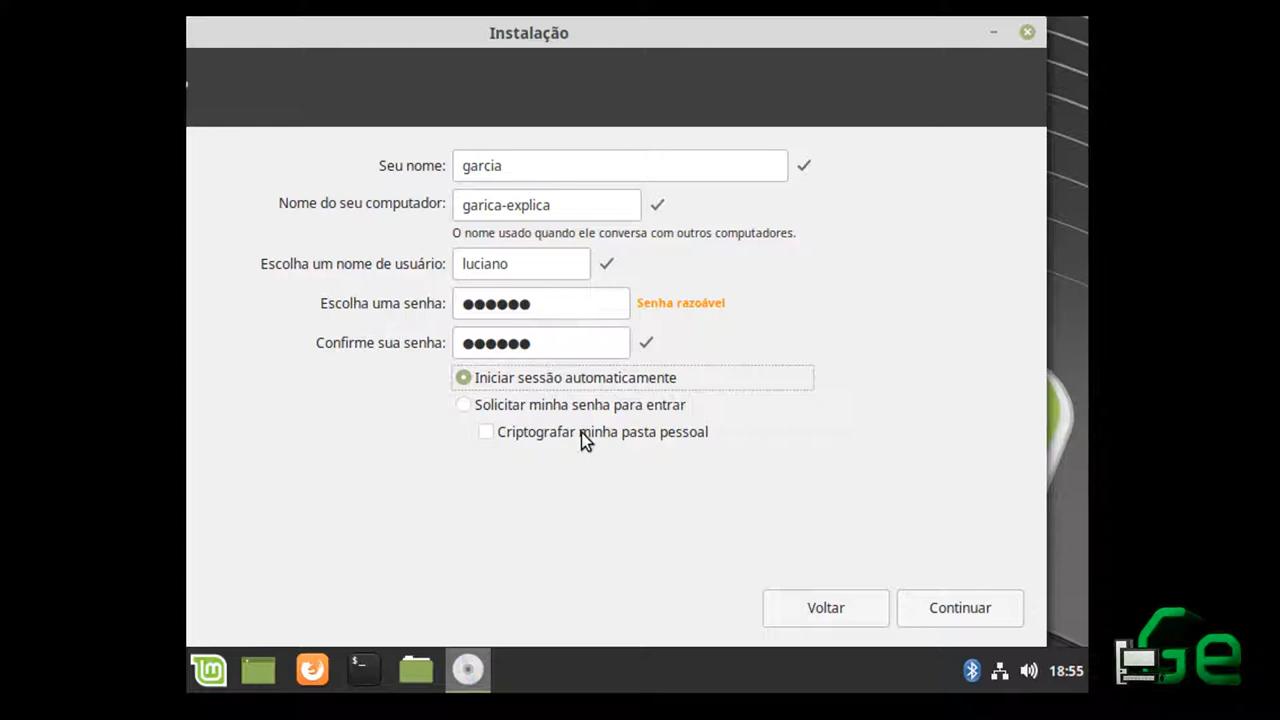 Instalação
Seu nome: garcia
Nome do seu computador: garica-explica
O nome usado quando ele conversa com outros computadores.
Escolha um nome de usuário: luciano
Escolha uma senha: ●●●●●● Senha razoável
Confirme sua senha: ●●●●●●
Iniciar sessão automaticamente
Solicitar minha senha para entrar
Criptografar minha pasta pessoal
Voltar Continuar
18:55
Ge